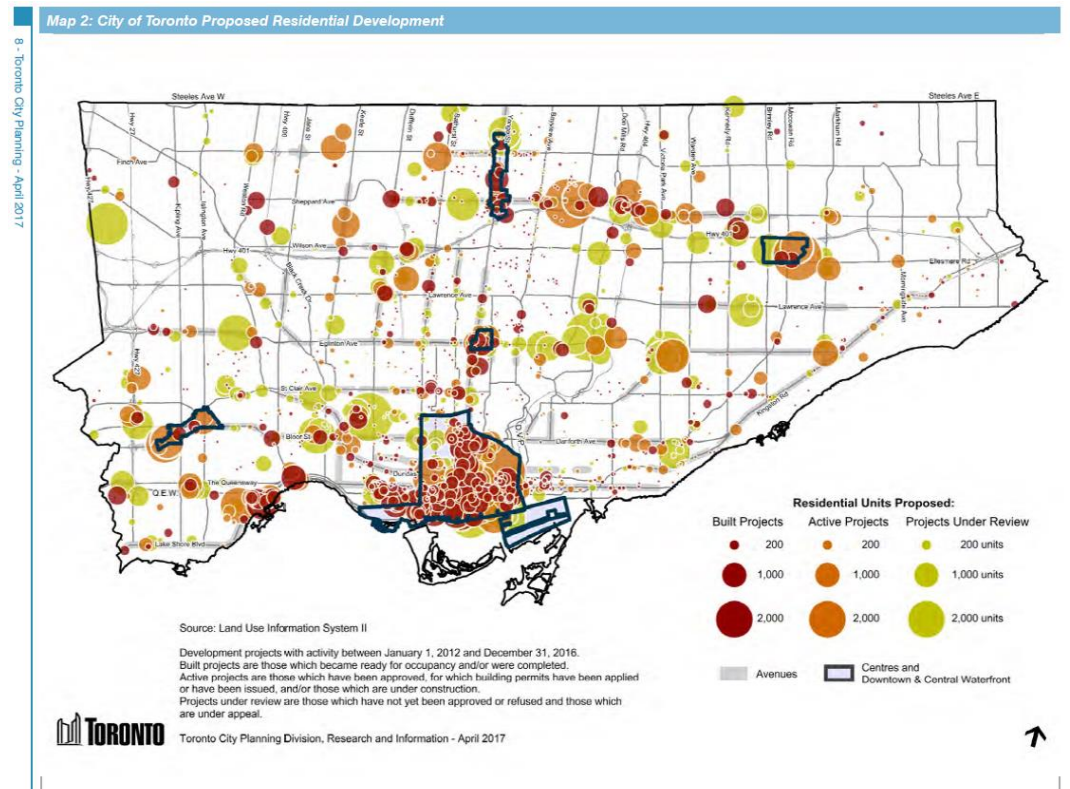 Map 2: City of Toronto Proposed Residential Development
8 - Toronto City Planning - April 2017
Steeles Ave W
Steeles Ave E
Hwy 27
Hwy 400
Jane St
Keele St
Dufferin St
Bathurst St
Yonge St
Bayview Ave
Don Mills Rd
Hwy 404
Victoria Park Ave
Warden Ave
Kennedy Rd
Brimley Rd
Mccowan Rd
Markham Rd
Finch Ave
Hwy 427
Kipling Ave
Islington Ave
Weston Rd
Sheppard Ave
Hwy 401
Wilson Ave
Hwy 401
Black Creek Dr
Ellesmere Rd
Morningside Ave
Lawrence Ave
Lawrence Ave
Eglinton Ave
Hwy 427
St Clair Ave
Kingston Rd
Bloor St
D.V.P.
Danforth Ave
Dundas
The Queensway
Q.E.W.
Lake Shore Blvd
Residential Units Proposed:
Built Projects Active Projects Projects Under Review
200 200 200 units
1,000 1,000 1,000 units
2,000 2,000 2,000 units
Avenues
Centres and
Downtown & Central Waterfront
Source: Land Use Information System II
Development projects with activity between January 1, 2012 and December 31, 2016.
Built projects are those which became ready for occupancy and/or were completed.
Active projects are those which have been approved, for which building permits have been applied
or have been issued, and/or those which are under construction.
Projects under review are those which have not yet been approved or refused and those which
are under appeal.
TORONTO
Toronto City Planning Division, Research and Information - April 2017